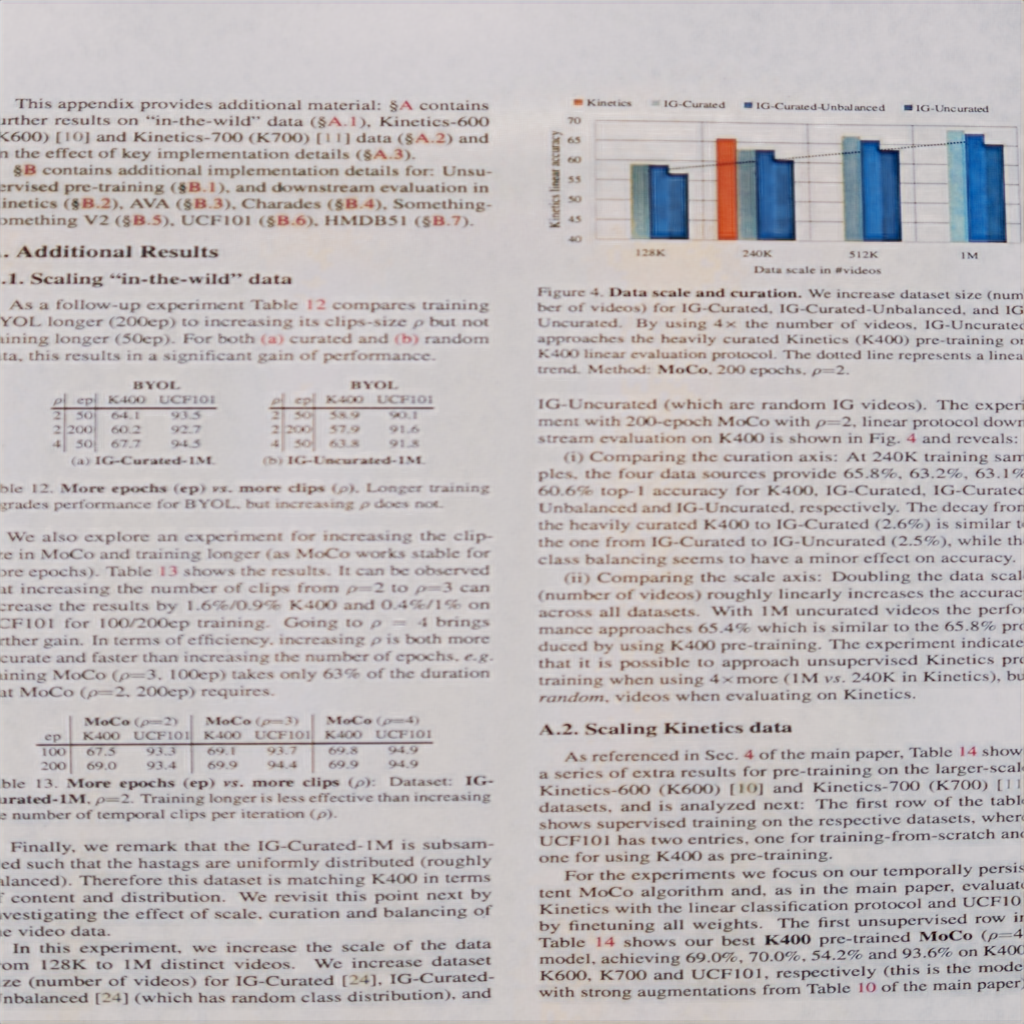 This appendix provides additional material: §A contains
urther results on “in-the-wild” data (§A.1), Kinetics-600
K600) [10] and Kinetics-700 (K700) [11] data (§A.2) and
n the effect of key implementation details (§A.3).
§B contains additional implementation details for: Unsu-
ervised pre-training (§B.1), and downstream evaluation in
inetics (§B.2), AVA (§B.3), Charades (§B.4), Something-
omething V2 (§B.5), UCF101 (§B.6), HMDB51 (§B.7).
. Additional Results
.1. Scaling “in-the-wild” data
As a follow-up experiment Table 12 compares training
YOL longer (200ep) to increasing its clips-size ρ but not
aining longer (50ep). For both (a) curated and (b) random
ata, this results in a significant gain of performance.
BYOL
ρ ep K400 UCF101
2 50 64.1 93.5
2 200 60.2 92.7
4 50 67.7 94.5
(a) IG-Curated-1M.
BYOL
ρ ep K400 UCF101
2 50 58.9 90.1
2 200 57.9 91.6
4 50 63.8 91.8
(b) IG-Uncurated-1M.
ble 12. More epochs (ep) vs. more clips (ρ). Longer training
grades performance for BYOL, but increasing ρ does not.
We also explore an experiment for increasing the clip-
ze in MoCo and training longer (as MoCo works stable for
ore epochs). Table 13 shows the results. It can be observed
at increasing the number of clips from ρ=2 to ρ=3 can
crease the results by 1.6%/0.9% K400 and 0.4%/1% on
CF101 for 100/200ep training. Going to ρ = 4 brings
rther gain. In terms of efficiency, increasing ρ is both more
curate and faster than increasing the number of epochs, e.g.
ining MoCo (ρ=3, 100ep) takes only 63% of the duration
at MoCo (ρ=2, 200ep) requires.
MoCo (ρ=2) MoCo (ρ=3) MoCo (ρ=4)
ep K400 UCF101 K400 UCF101 K400 UCF101
100 67.5 93.3 69.1 93.7 69.8 94.9
200 69.0 93.4 69.9 94.4 69.9 94.9
ble 13. More epochs (ep) vs. more clips (ρ): Dataset: IG-
urated-1M, ρ=2. Training longer is less effective than increasing
e number of temporal clips per iteration (ρ).
Finally, we remark that the IG-Curated-1M is subsam-
ed such that the hastags are uniformly distributed (roughly
alanced). Therefore this dataset is matching K400 in terms
f content and distribution. We revisit this point next by
vestigating the effect of scale, curation and balancing of
e video data.
In this experiment, we increase the scale of the data
om 128K to 1M distinct videos. We increase dataset
ze (number of videos) for IG-Curated [24], IG-Curated-
nbalanced [24] (which has random class distribution), and
Kinetics IG-Curated IG-Curated-Unbalanced IG-Uncurated
Kinetics linear accuracy
70
65
60
55
50
45
40
128K 240K 512K 1M
Data scale in #videos
Figure 4. Data scale and curation. We increase dataset size (num
ber of videos) for IG-Curated, IG-Curated-Unbalanced, and IG
Uncurated. By using 4× the number of videos, IG-Uncurated
approaches the heavily curated Kinetics (K400) pre-training on
K400 linear evaluation protocol. The dotted line represents a linea
trend. Method: MoCo, 200 epochs, ρ=2.
IG-Uncurated (which are random IG videos). The experi
ment with 200-epoch MoCo with ρ=2, linear protocol down
stream evaluation on K400 is shown in Fig. 4 and reveals:
(i) Comparing the curation axis: At 240K training sam
ples, the four data sources provide 65.8%, 63.2%, 63.1%
60.6% top-1 accuracy for K400, IG-Curated, IG-Curated
Unbalanced and IG-Uncurated, respectively. The decay from
the heavily curated K400 to IG-Curated (2.6%) is similar to
the one from IG-Curated to IG-Uncurated (2.5%), while the
class balancing seems to have a minor effect on accuracy.
(ii) Comparing the scale axis: Doubling the data scal
(number of videos) roughly linearly increases the accurac
across all datasets. With 1M uncurated videos the perfo
mance approaches 65.4% which is similar to the 65.8% pro
duced by using K400 pre-training. The experiment indicate
that it is possible to approach unsupervised Kinetics pre
training when using 4×more (1M vs. 240K in Kinetics), bu
random, videos when evaluating on Kinetics.
A.2. Scaling Kinetics data
As referenced in Sec. 4 of the main paper, Table 14 show
a series of extra results for pre-training on the larger-scale
Kinetics-600 (K600) [10] and Kinetics-700 (K700) [11
datasets, and is analyzed next: The first row of the table
shows supervised training on the respective datasets, where
UCF101 has two entries, one for training-from-scratch and
one for using K400 as pre-training.
For the experiments we focus on our temporally persis
tent MoCo algorithm and, as in the main paper, evaluate
Kinetics with the linear classification protocol and UCF10
by finetuning all weights. The first unsupervised row in
Table 14 shows our best K400 pre-trained MoCo (ρ=4
model, achieving 69.0%, 70.0%, 54.2% and 93.6% on K400
K600, K700 and UCF101, respectively (this is the mode
with strong augmentations from Table 10 of the main paper)